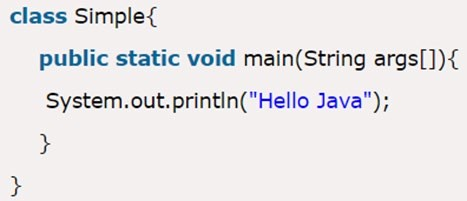 class Simple{
public static void main(String args[]){
System.out.println("Hello Java");
}
}